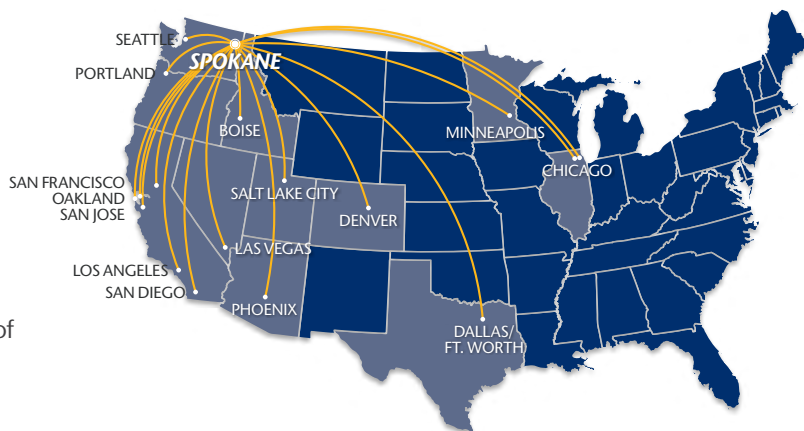 SEATTLE
SPOKANE
PORTLAND
BOISE
MINNEAPOLIS
CHICAGO
SAN FRANCISCO
OAKLAND
SAN JOSE
SALT LAKE CITY
DENVER
LAS VEGAS
LOS ANGELES
SAN DIEGO
PHOENIX
DALLAS/
FT. WORTH
of